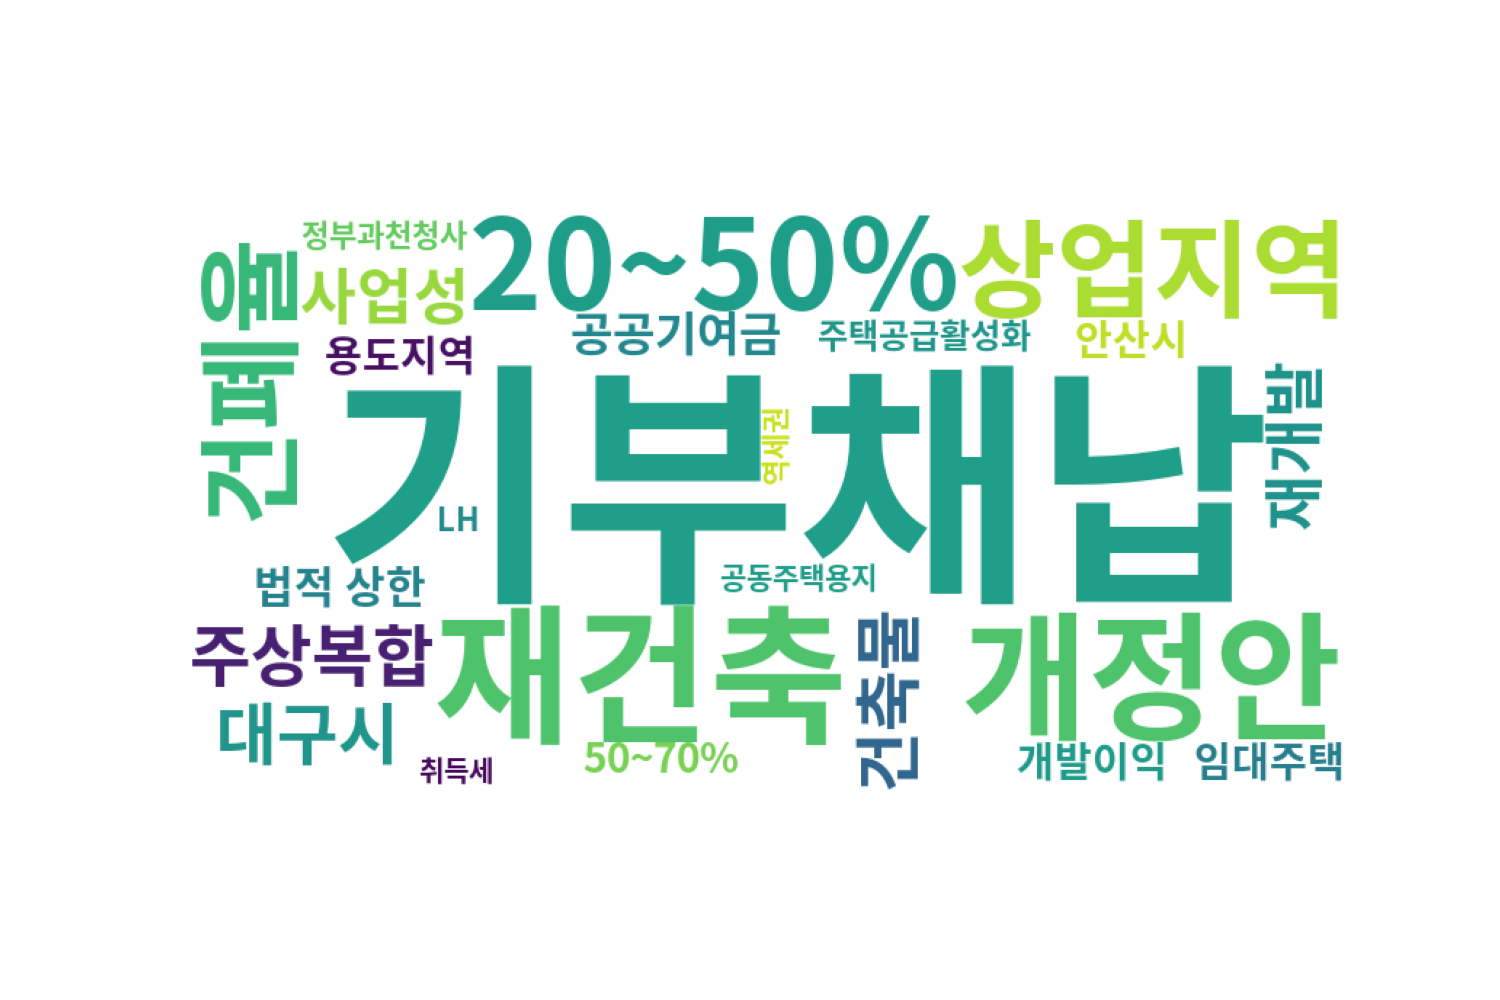 정부과천청사
20~50%
상업지역
건폐율
사업성
용도지역
공공기여금
주택공급활성화
안산시
기부채납
역세권
재개발
LH
법적 상한
공동주택용지
주상복합
재건축
건축물
개정안
대구시
취득세
50~70%
개발이익
임대주택